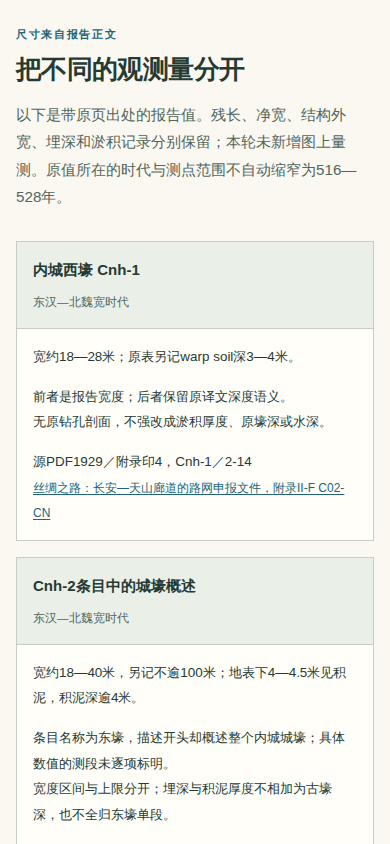 尺寸来自报告正文
把不同的观测量分开
以下是带原页出处的报告值。残长、净宽、结构外
宽、埋深和淤积记录分别保留；本轮未新增图上量
测。原值所在的时代与测点范围不自动缩窄为516—
528年。
内城西壕 Cnh-1
东汉—北魏宽时代
宽约18—28米；原表另记warp soil深3—4米。
前者是报告宽度；后者保留原译文深度语义。
无原钻孔剖面，不强改成淤积厚度、原壕深或水深。
源PDF1929／附录印4，Cnh-1／2-14
丝绸之路：长安—天山廊道的路网申报文件，附录II-F C02-
CN
Cnh-2条目中的城壕概述
东汉—北魏宽时代
宽约18—40米，另记不逾100米；地表下4—4.5米见积
泥，积泥深逾4米。
条目名称为东壕，描述开头却概述整个内城城壕；具体
数值的测段未逐项标明。
宽度区间与上限分开；埋深与积泥厚度不相加为古壕
深，也不全归东壕单段。